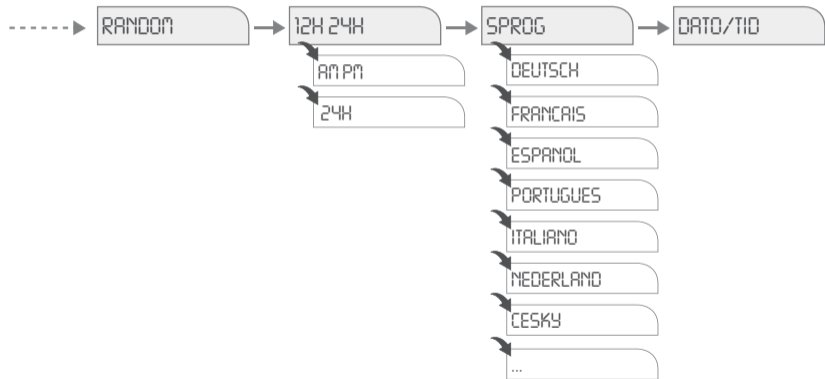 RANDOM
12H 24H
SPROG
DATO/TID
AM PM
24H
DEUTSCH
FRANCAIS
ESPANOL
PORTUGUES
ITALIANO
NEDERLAND
CESKY
...